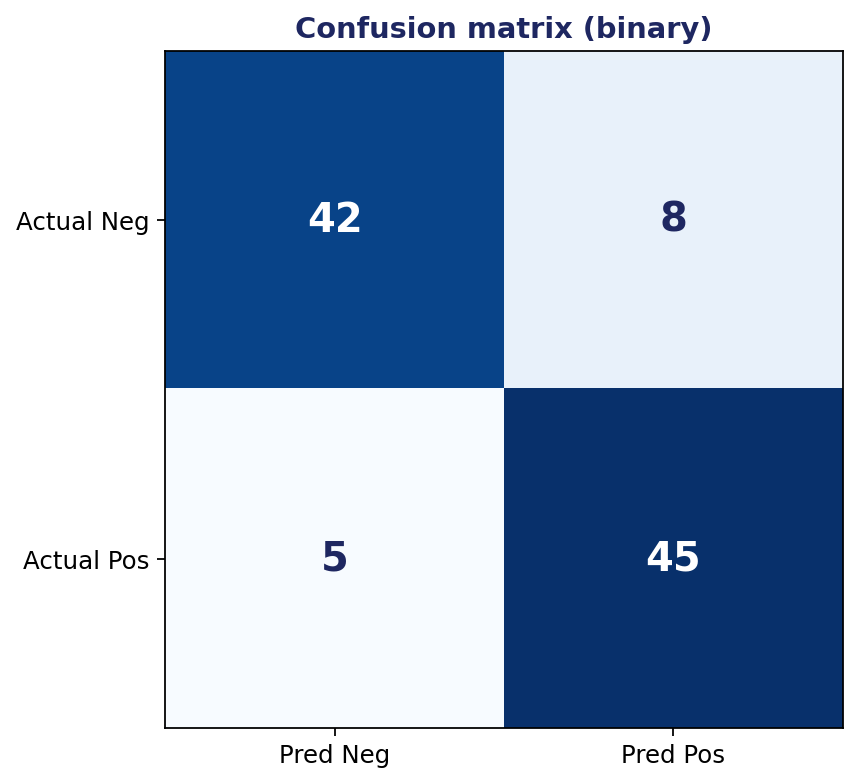 Confusion matrix (binary)
Actual Neg
42
8
Actual Pos
5
45
Pred Neg
Pred Pos